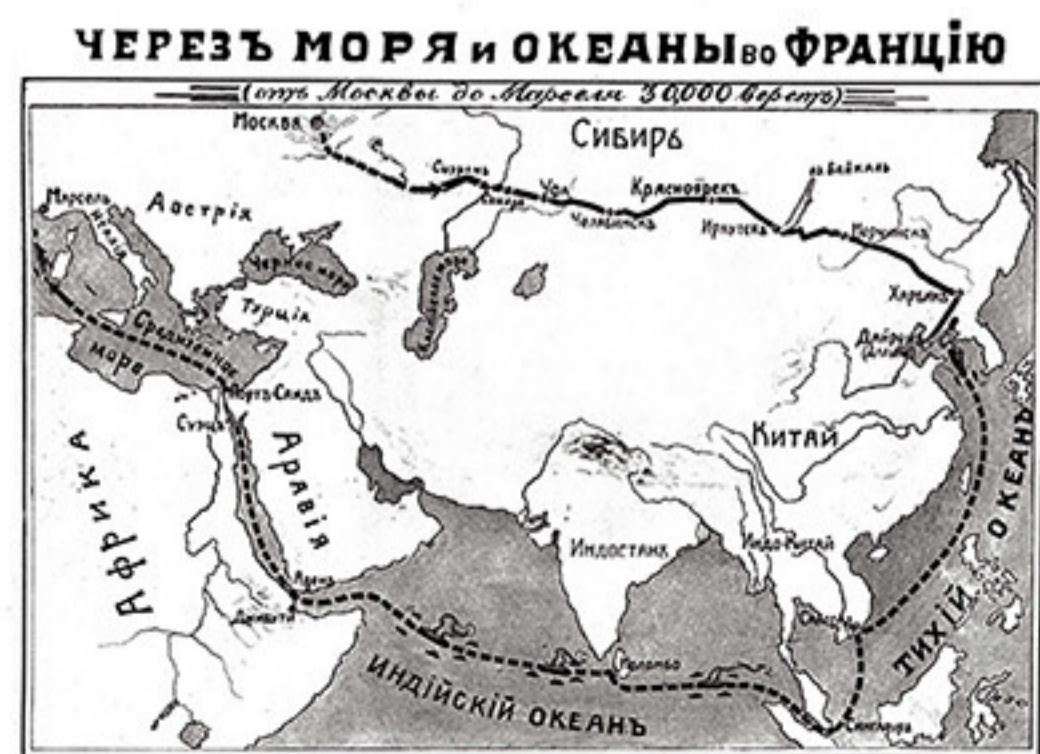 ЧЕРЕЗЪ МОРЯ и ОКЕАНЫ во ФРАНЦІЮ
(отъ Москвы до Марселя 30,000 верстъ)
Москва
Сибирь
Сызрань
Самара
Уфа
Челябинскъ
Красноярскъ
Иркутскъ
оз. Байкалъ
Марсель
Италія
Австрія
Черное море
Турція
Средиземное
море
Портъ-Саидъ
Суэцъ
Африка
Аравія
Аденъ
Джибути
Китай
Индостанъ
Индо-Китай
Коломбо
Сингапуръ
Индійскій океанъ
Тихій океанъ